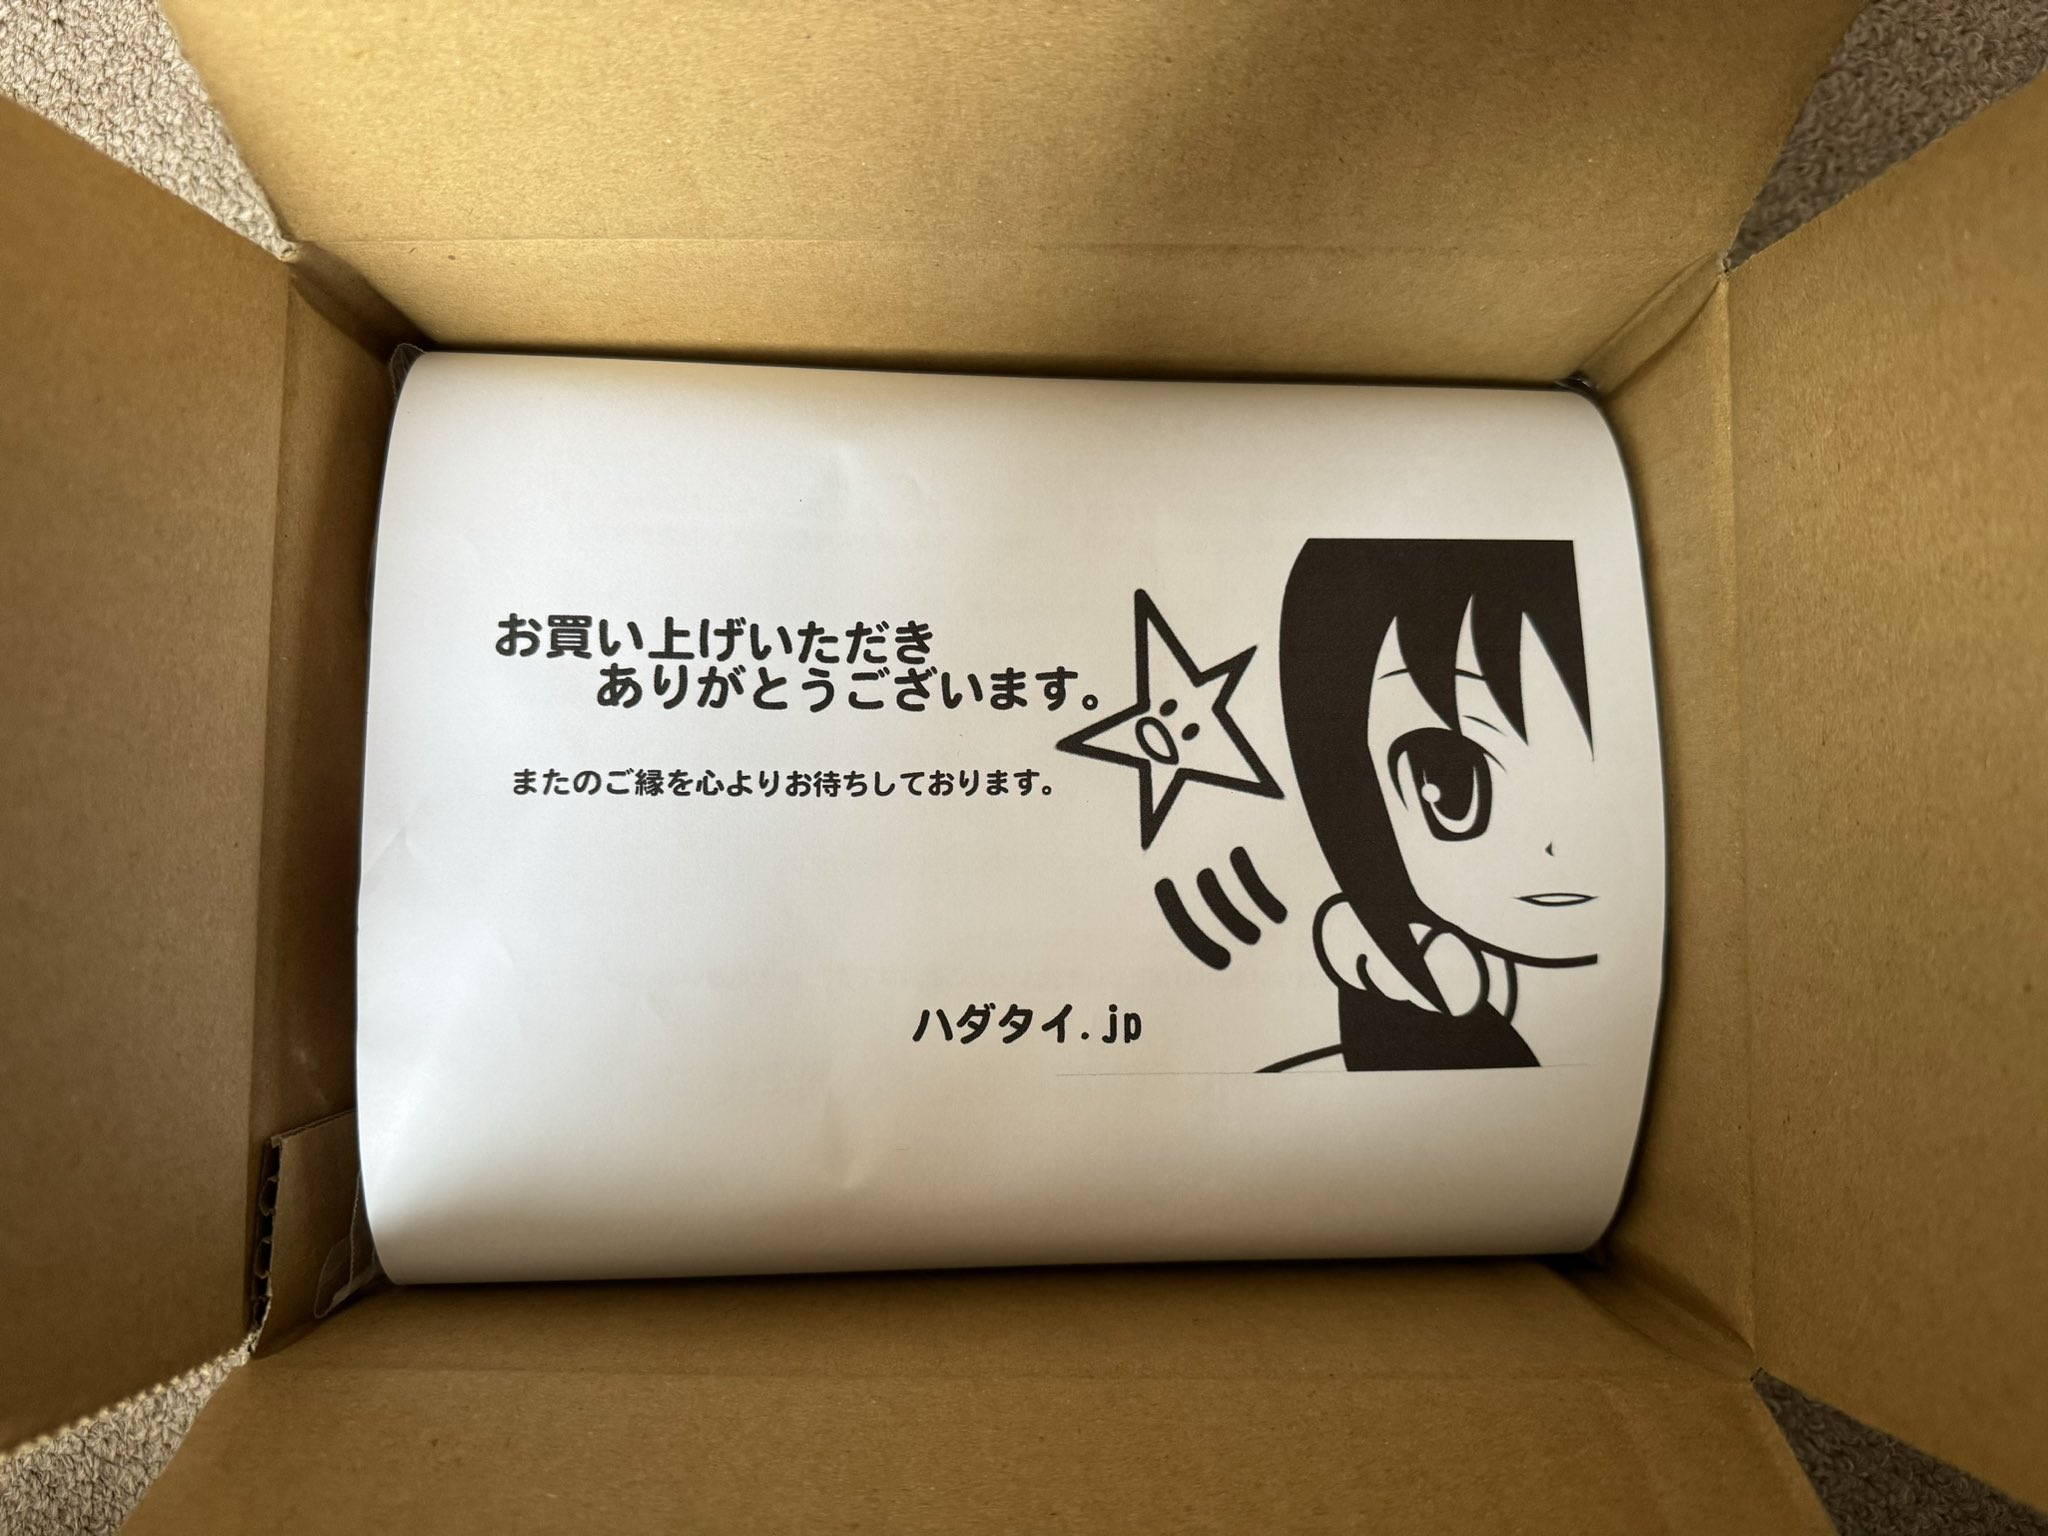 お買い上げいただき
ありがとうございます。
またのご縁を心よりお待ちしております。
ハダタイ.jp